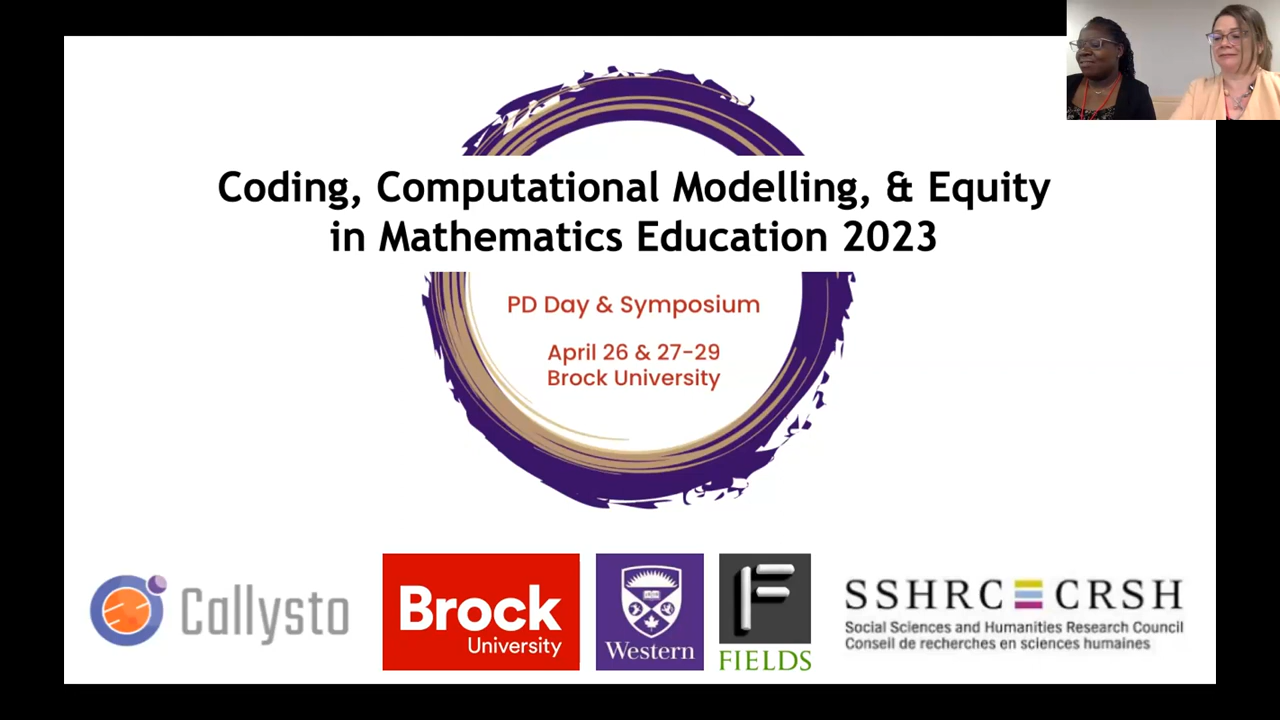 Coding, Computational Modelling, & Equity
in Mathematics Education 2023
PD Day & Symposium
April 26 & 27-29
Brock University
Callysto
Brock
University
Western
FIELDS
SSHRC CRSH
Social Sciences and Humanities Research Council
Conseil de recherches en sciences humaines